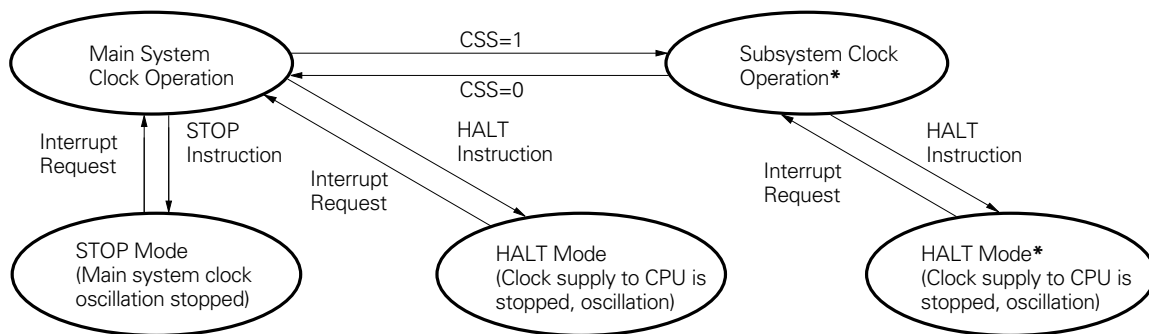 Main System
Clock Operation
CSS=1
CSS=0
Subsystem Clock
Operation*
Interrupt
Request
STOP
Instruction
HALT
Instruction
Interrupt
Request
HALT
Instruction
Interrupt
Request
STOP Mode
(Main system clock
oscillation stopped)
HALT Mode
(Clock supply to CPU is
stopped, oscillation)
HALT Mode*
(Clock supply to CPU is
stopped, oscillation)